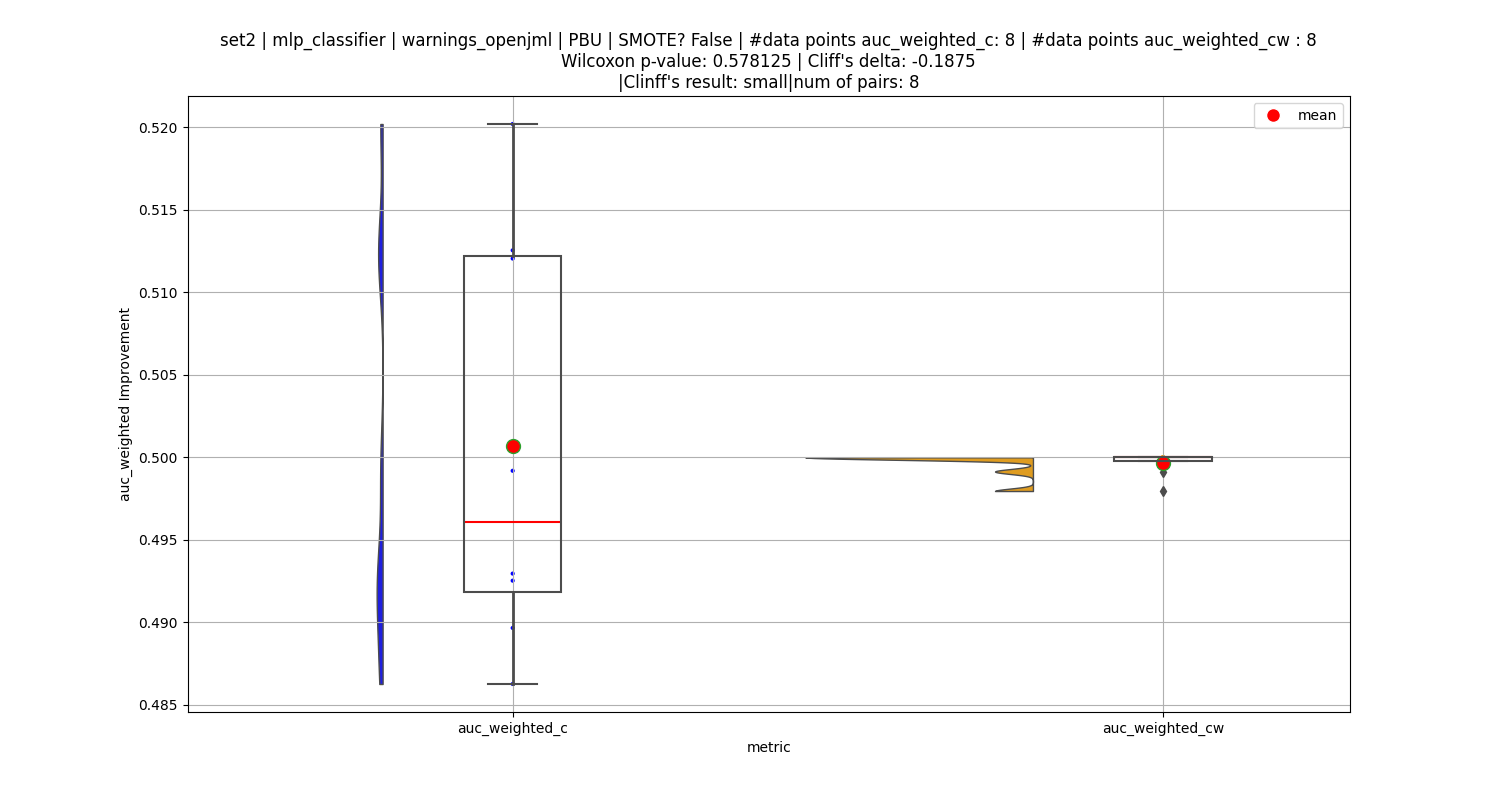 set2 | mlp_classifier | warnings_openjml | PBU | SMOTE? False | #data points auc_weighted_c: 8 | #data points auc_weighted_cw : 8
Wilcoxon p-value: 0.578125 | Cliff's delta: -0.1875
|Clinff's result: small|num of pairs: 8
mean
0.520
0.515
0.510
0.505
0.500
0.495
0.490
0.485
auc_weighted Improvement
auc_weighted_c
auc_weighted_cw
metric